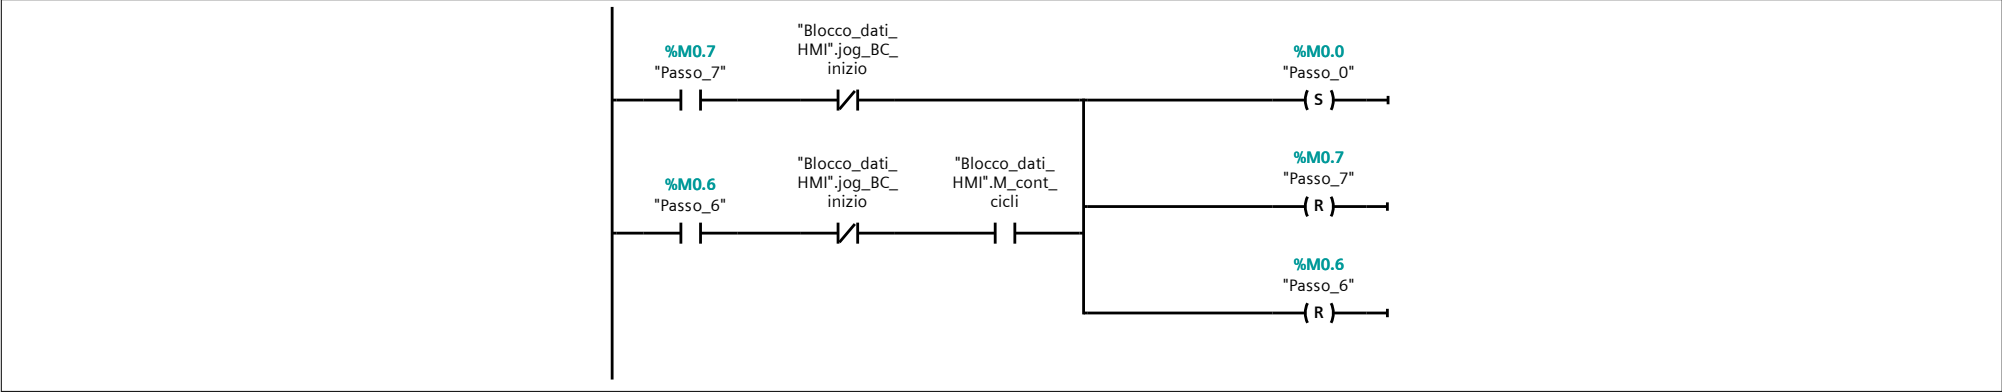 "Blocco_dati_
HMI".jog_BC_
inizio
%M0.7
"Passo_7"
%M0.0
"Passo_0"
S
%M0.7
"Passo_7"
R
"Blocco_dati_
HMI".jog_BC_
inizio
"Blocco_dati_
HMI".M_cont_
cicli
%M0.6
"Passo_6"
%M0.6
"Passo_6"
R